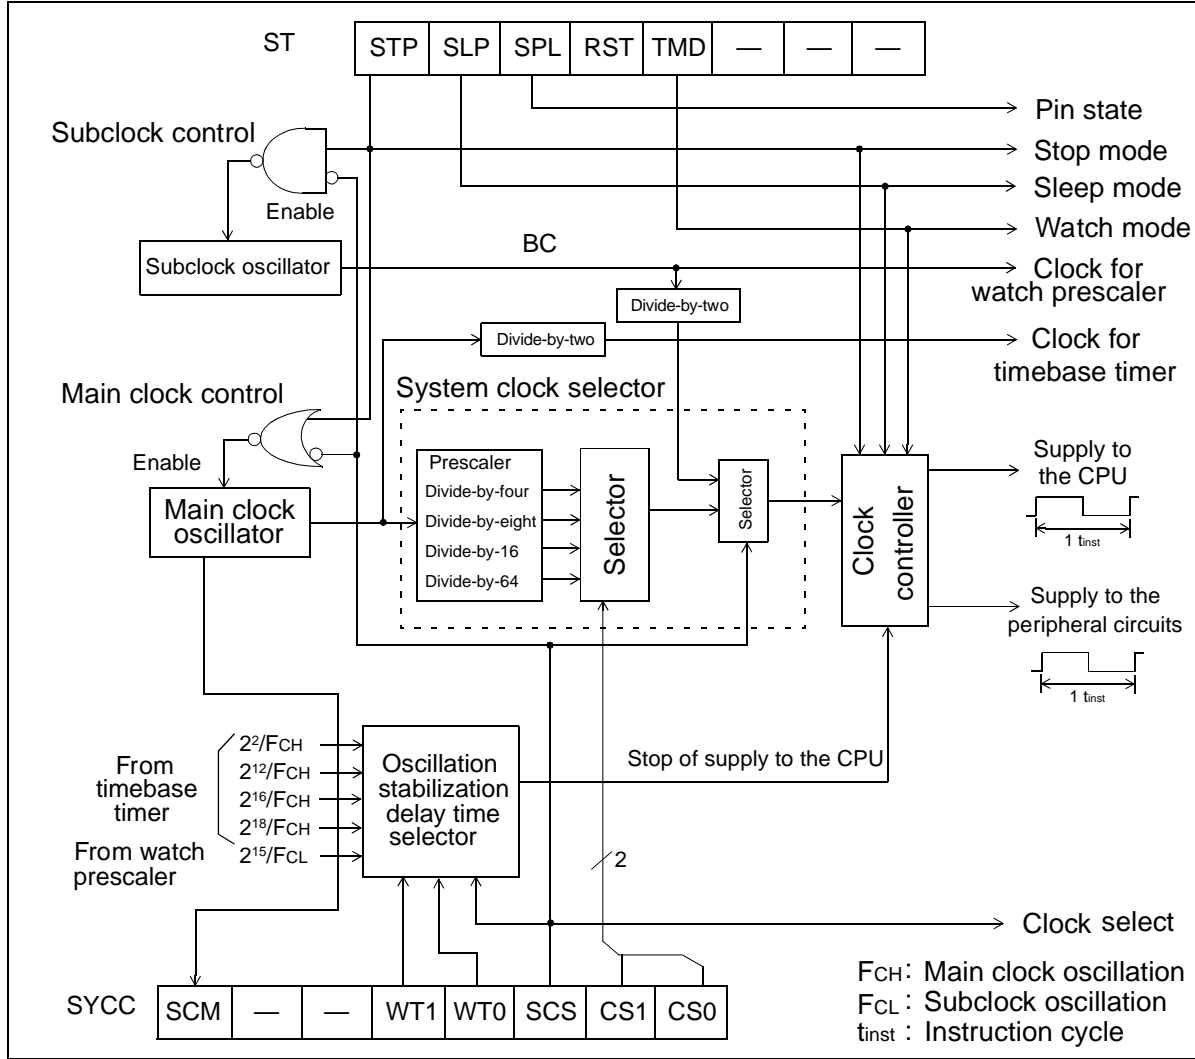 ST STP SLP SPL RST TMD — — —
Pin state
Subclock control
Stop mode
Sleep mode
Enable
Watch mode
BC
Subclock oscillator
Clock for
watch prescaler
Divide-by-two
Divide-by-two
Clock for
timebase timer
System clock selector
Main clock control
Enable
Prescaler
Divide-by-four
Divide-by-eight
Divide-by-16
Divide-by-64
Selector
Selector
Clock
controller
Main clock
oscillator
Supply to
the CPU
1 tinst
Supply to the
peripheral circuits
1 tinst
From
timebase
timer
2²/FCH
2¹²/FCH
2¹⁶/FCH
2¹⁸/FCH
From watch
prescaler
2¹⁵/FCL
Oscillation
stabilization
delay time
selector
Stop of supply to the CPU
2
Clock select
SYCC SCM — — WT1 WT0 SCS CS1 CS0
FCH: Main clock oscillation
FCL: Subclock oscillation
tinst : Instruction cycle